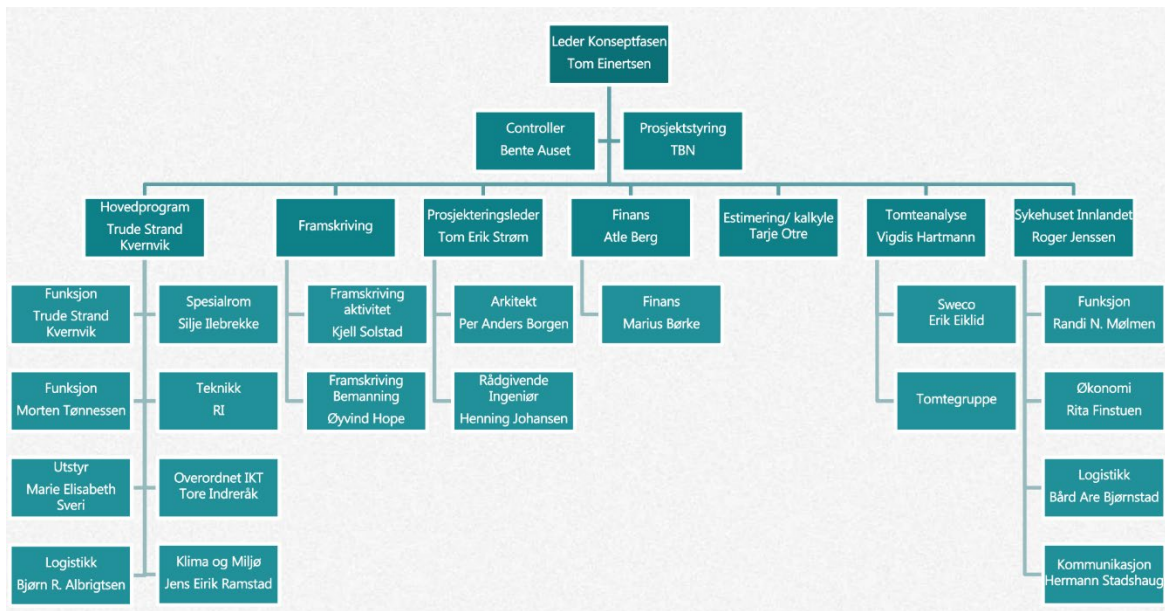 Leder Konseptfasen
Tom Einertsen
Controller
Bente Auset
Prosjektstyring
TBN
Hovedprogram
Trude Strand
Kvernvik
Framskriving
Prosjekteringsleder
Tom Erik Strøm
Finans
Atle Berg
Estimering/ kalkyle
Tarje Otre
Tomteanalyse
Vigdis Hartmann
Sykehuset Innlandet
Roger Jenssen
Funksjon
Trude Strand
Kvernvik
Spesialrom
Silje Ilebrekke
Framskriving
aktivitet
Kjell Solstad
Arkitekt
Per Anders Borgen
Finans
Marius Børke
Sweco
Erik Eiklid
Funksjon
Randi N. Mølmen
Funksjon
Morten Tønnessen
Teknikk
RI
Framskriving
Bemanning
Øyvind Hope
Rådgivende
Ingeniør
Henning Johansen
Tomtegruppe
Økonomi
Rita Finstuen
Utstyr
Marie Elisabeth
Sveri
Overordnet IKT
Tore Indreråk
Logistikk
Bård Are Bjørnstad
Logistikk
Bjørn R. Albrigtsen
Klima og Miljø
Jens Eirik Ramstad
Kommunikasjon
Hermann Stadshaug